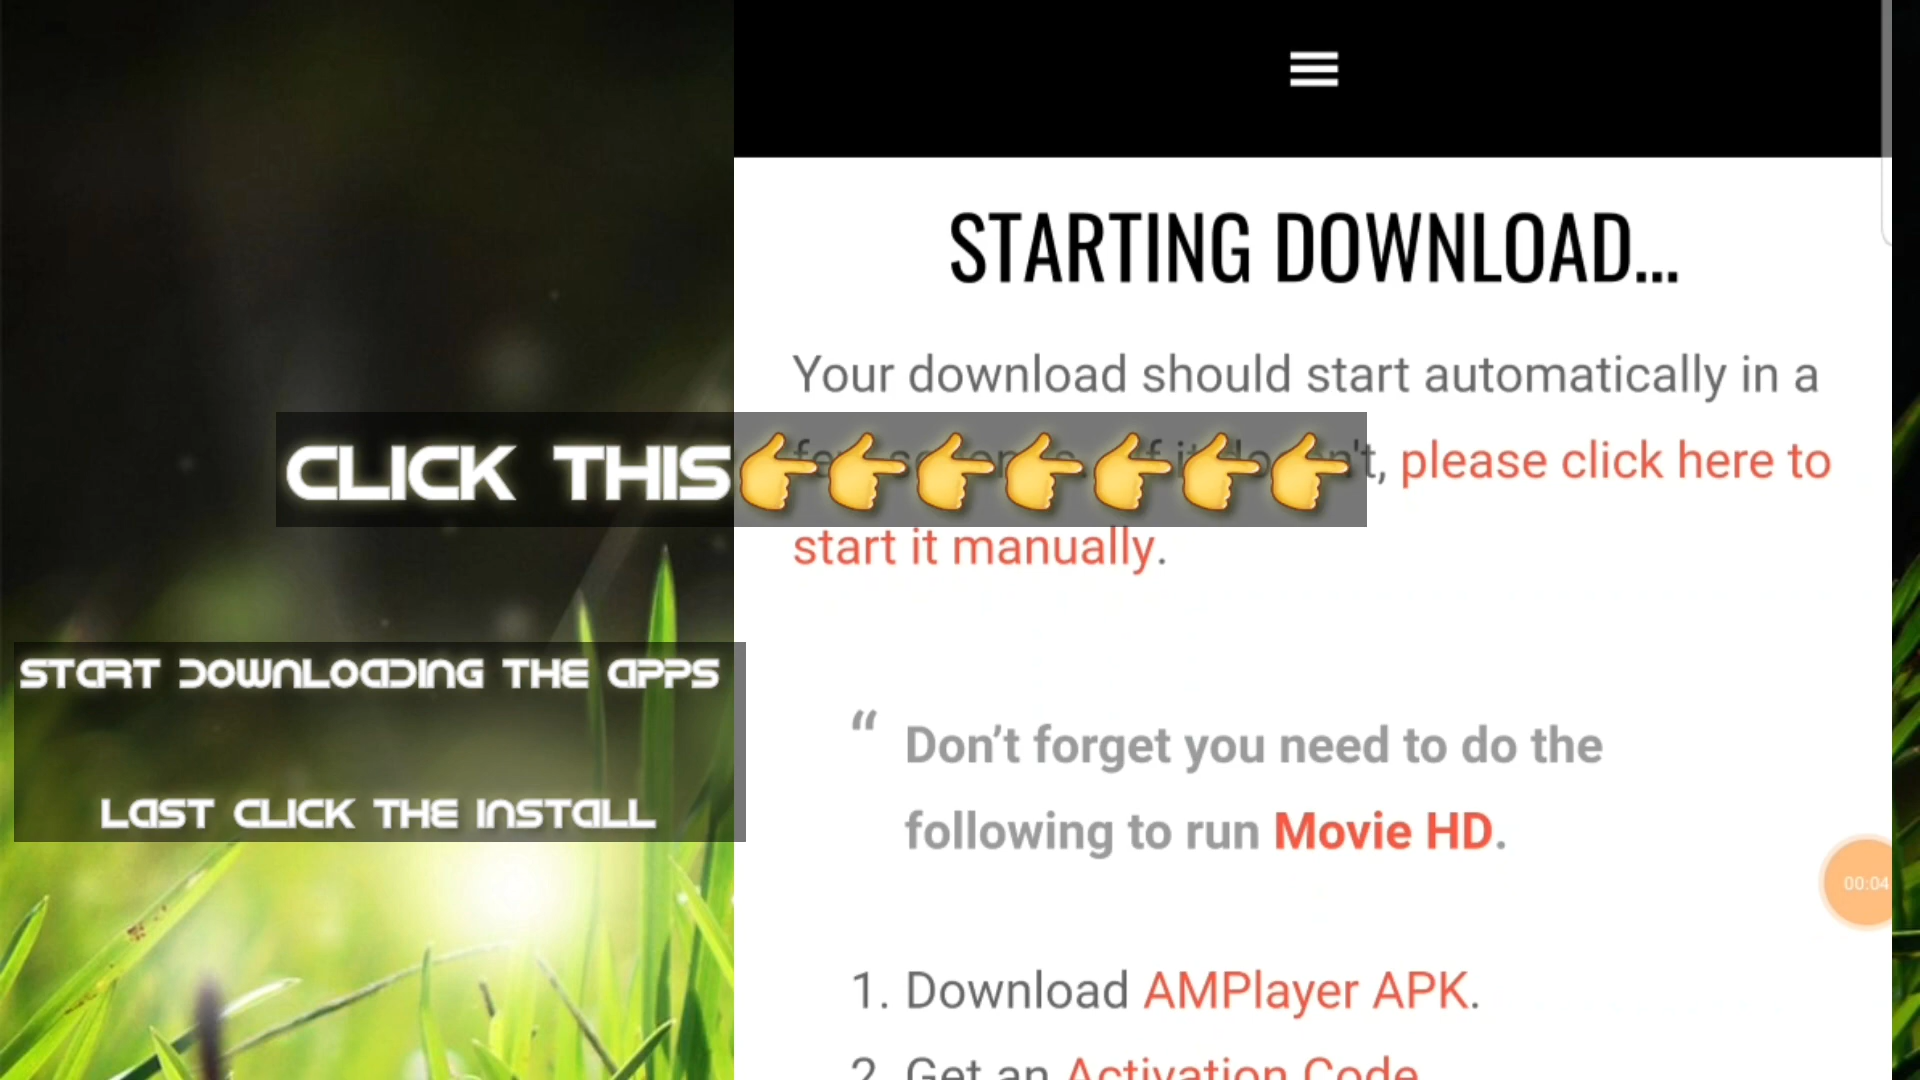 STARTING DOWNLOAD...
Your download should start automatically in a
please click here to
start it manually.
CLICK THIS👉👉👉👉👉👉👉
START DOWNLOADING THE APPS
LAST CLICK THE INSTALL
“ Don’t forget you need to do the
following to run Movie HD.
00:04
1. Download AMPlayer APK.
2. Get an Activation Code